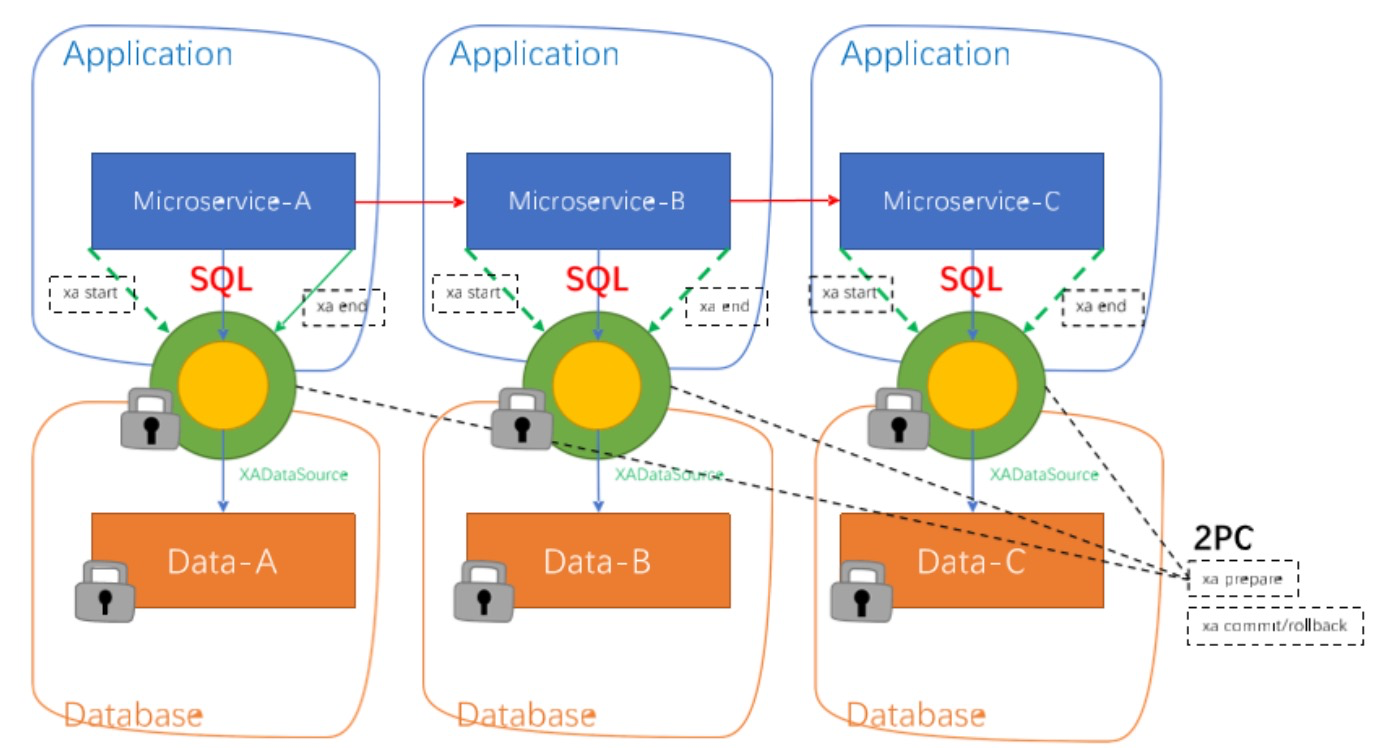 Application
Application
Application
Microservice-A
Microservice-B
Microservice-C
SQL
SQL
SQL
xa start
xa end
xa start
xa end
xa start
xa end
XADataSource
XADataSource
XADataSource
2PC
Data-A
Data-B
Data-C
xa prepare
xa commit/rollback
Database
Database
Database